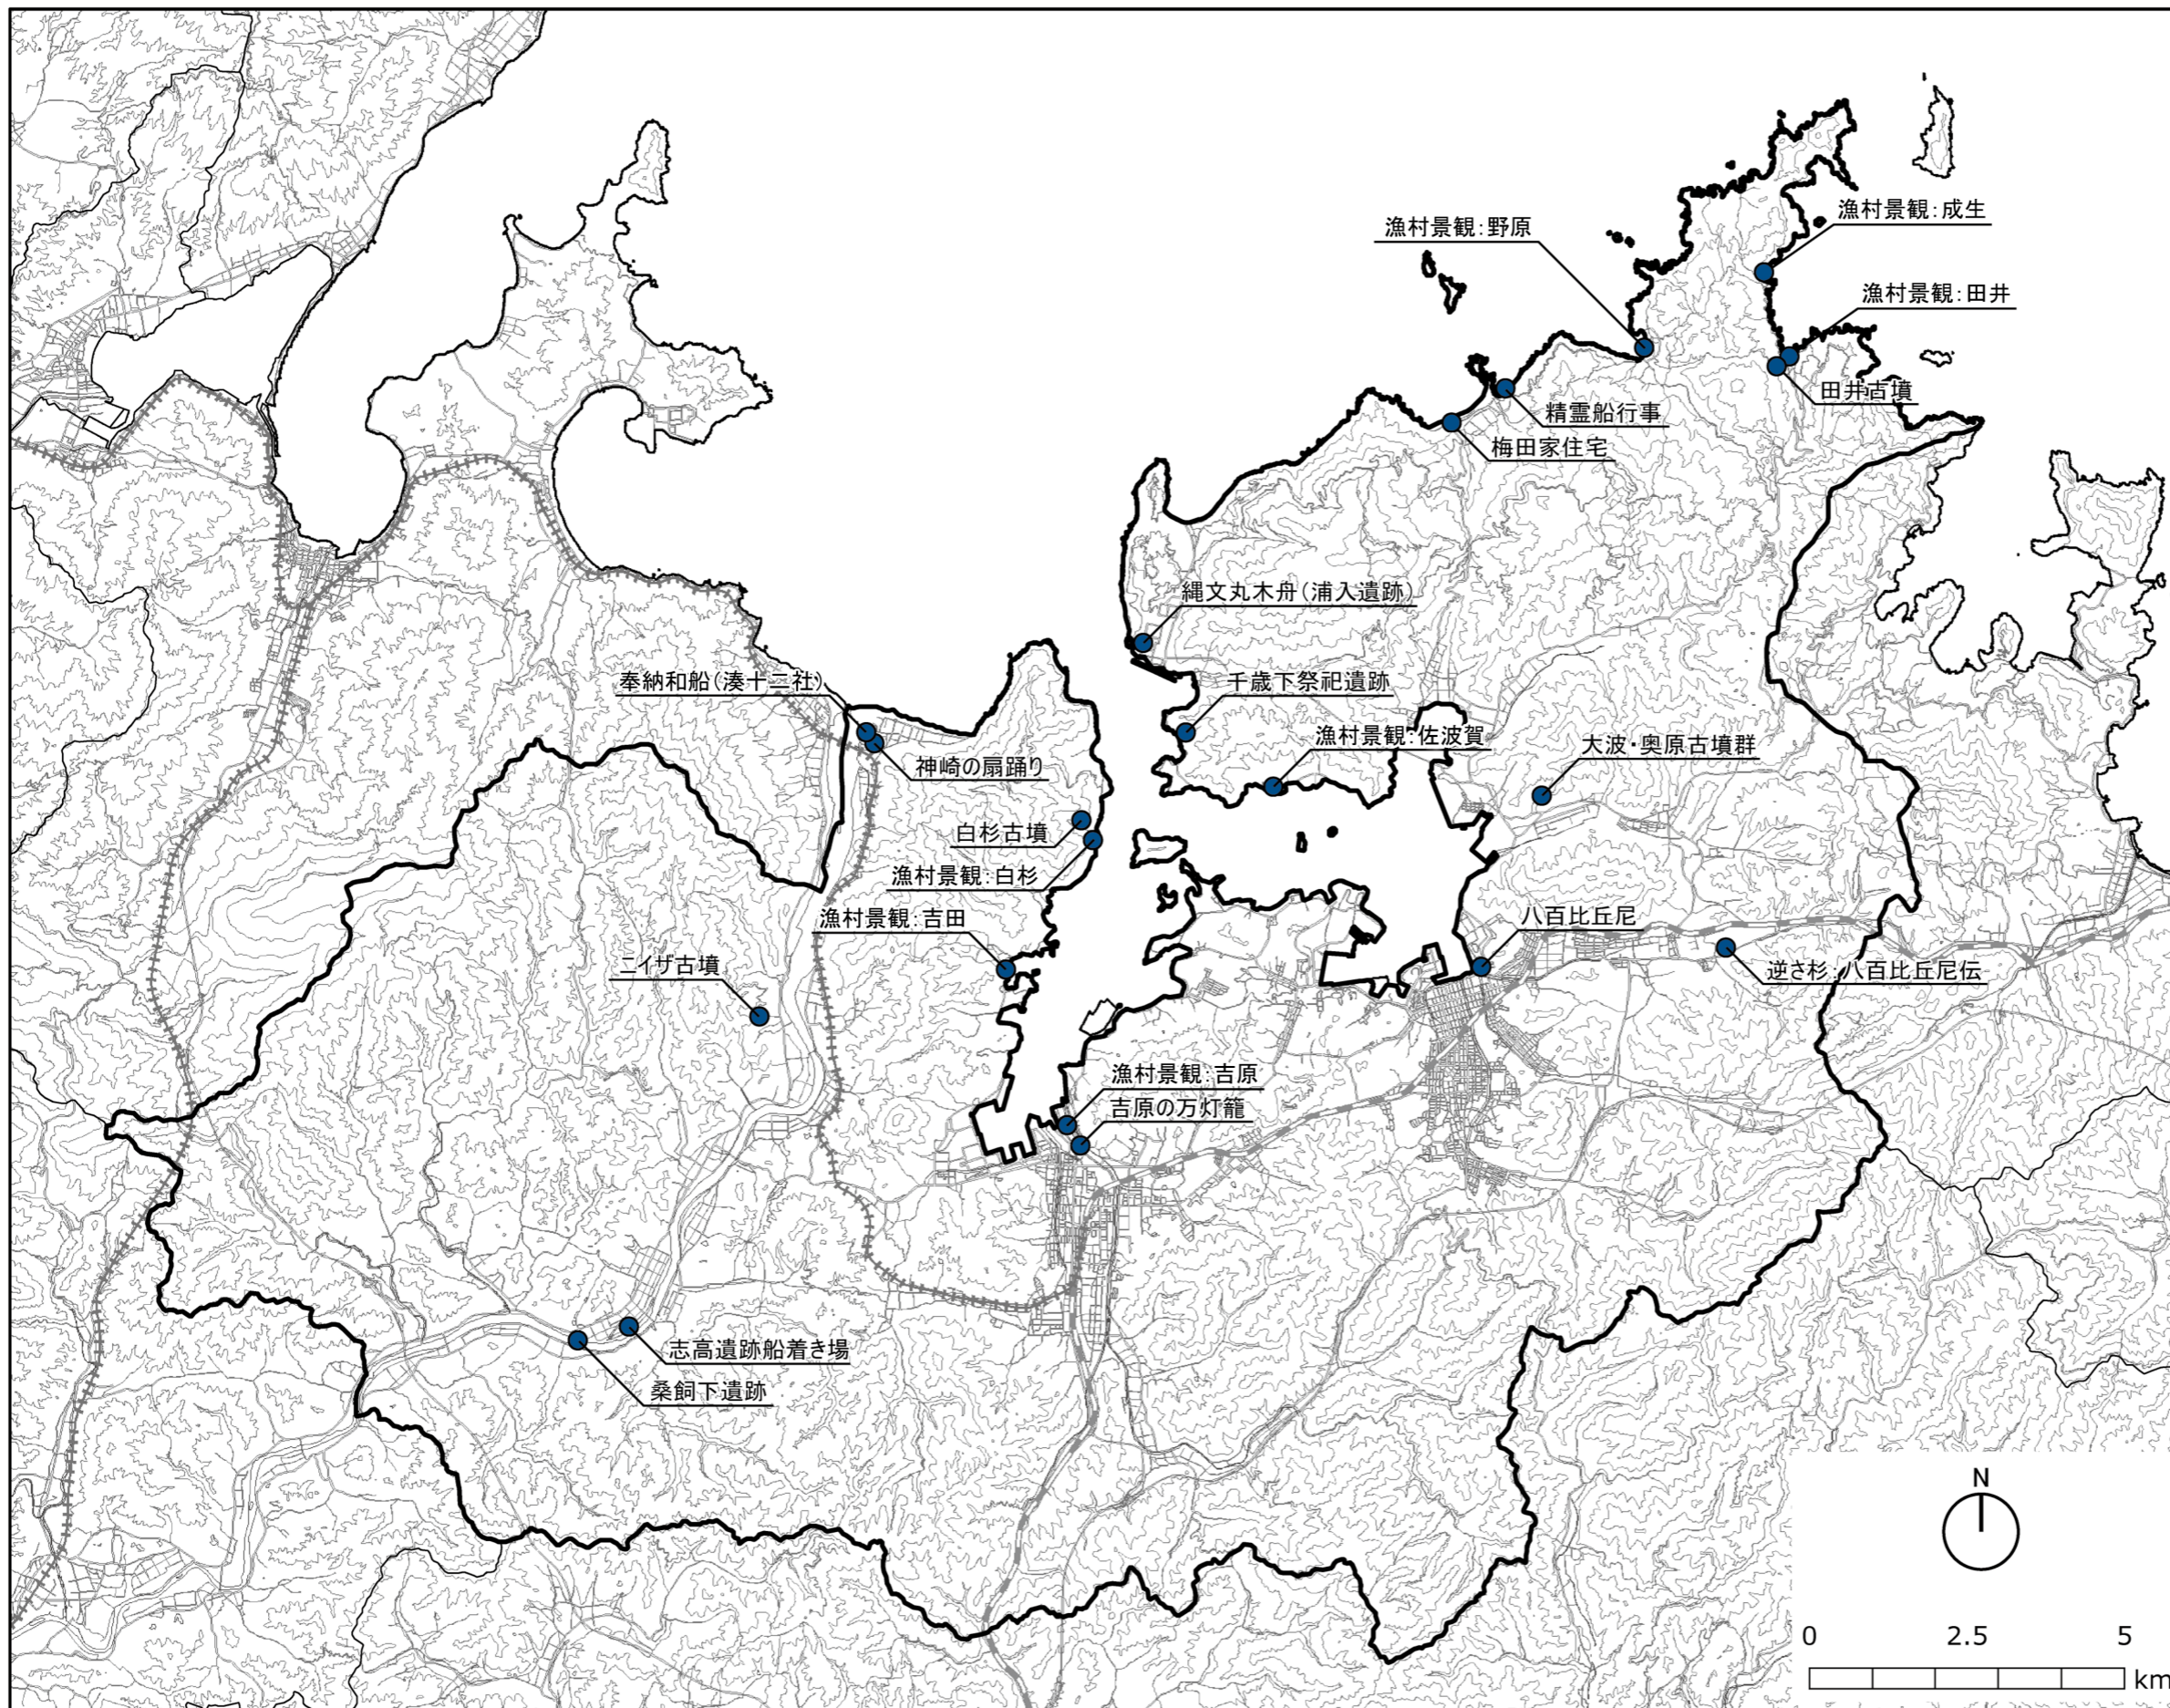 漁村景観：成生
漁村景観：野原
漁村景観：田井
田井古墳
精霊船行事
梅田家住宅
縄文丸木舟（浦入遺跡）
奉納和船（湊十二社）
千歳下祭祀遺跡
漁村景観：佐波賀
大波・奥原古墳群
神崎の扇踊り
白杉古墳
漁村景観：白杉
漁村景観：吉田
八百比丘尼
ニイザ古墳
逆さ杉：八百比丘尼伝
漁村景観：吉原
吉原の万灯籠
志高遺跡船着き場
桑飼下遺跡
N
0 2.5 5
km